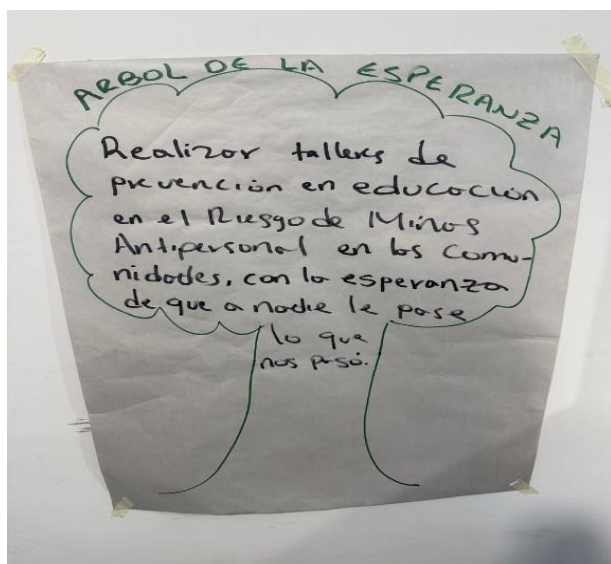 ARBOL DE LA ESPERANZA
Realizar talleres de
prevención en educación
en el Riesgo de Minas
Antipersonal en las Comu-
nidades, con la esperanza
de que a nadie le pase
lo que
nos pasó.